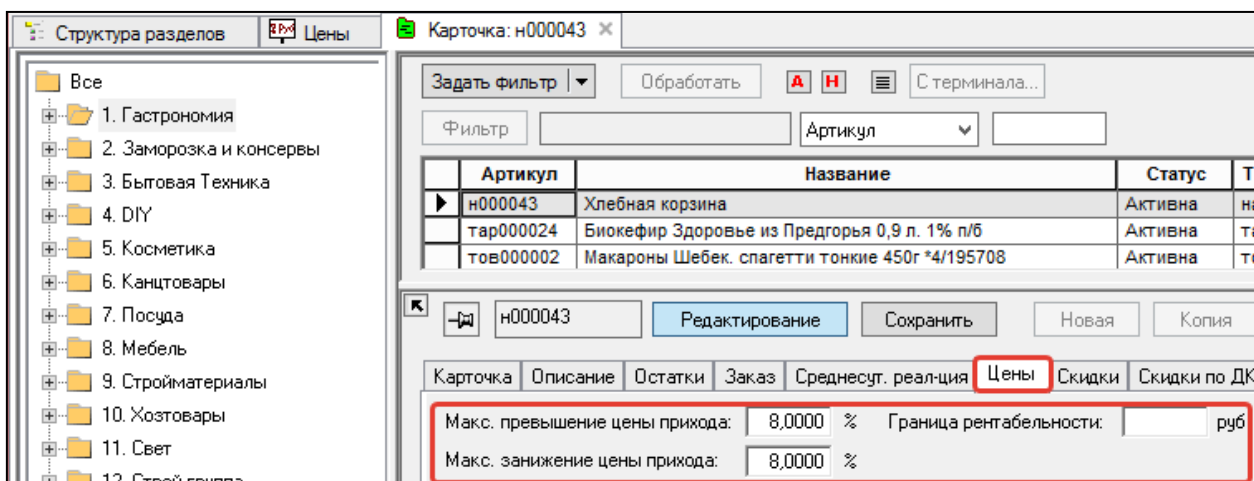 Структура разделов Цены Карточка: н000043
Все
1. Гастрономия
2. Заморозка и консервы
3. Бытовая Техника
4. DIY
5. Косметика
6. Канцтовары
7. Посуда
8. Мебель
9. Стройматериалы
10. Хозтовары
11. Свет
Задать фильтр Обработать А Н С терминала...
Фильтр Артикул
Артикул Название Статус
н000043 Хлебная корзина Активна
тар000024 Биокефир Здоровье из Предгорья 0,9 л. 1% п/б Активна
тов000002 Макароны Шебек. спагетти тонкие 450г *4/195708 Активна
н000043 Редактирование Сохранить Новая Копия
Карточка Описание Остатки Заказ Среднесут. реал-ция Цены Скидки Скидки по ДК
Макс. превышение цены прихода: 8,0000 % Граница рентабельности: руб
Макс. занижение цены прихода: 8,0000 %